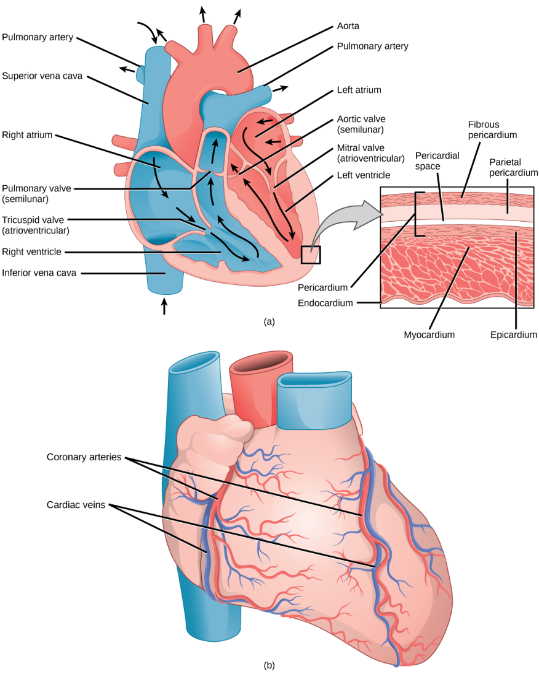 Pulmonary artery
Superior vena cava
Right atrium
Pulmonary valve
(semilunar)
Tricuspid valve
(atrioventricular)
Right ventricle
Inferior vena cava
Aorta
Pulmonary artery
Left atrium
Aortic valve
(semilunar)
Mitral valve
(atrioventricular)
Left ventricle
Fibrous
pericardium
Pericardial
space
Parietal
pericardium
Pericardium
Endocardium
Myocardium
Epicardium
(a)
Coronary arteries
Cardiac veins
(b)